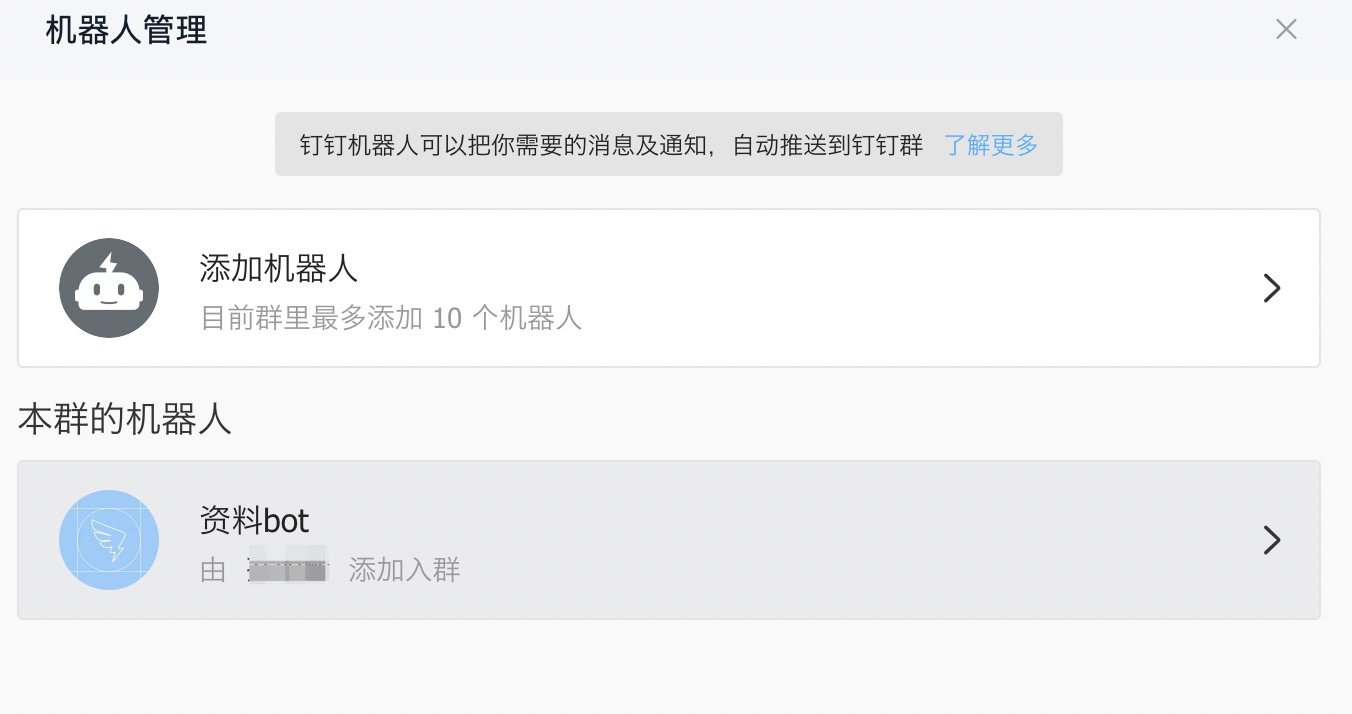 机器人管理
钉钉机器人可以把你需要的消息及通知，自动推送到钉钉群 了解更多
添加机器人
目前群里最多添加 10 个机器人
本群的机器人
资料bot
由 添加入群